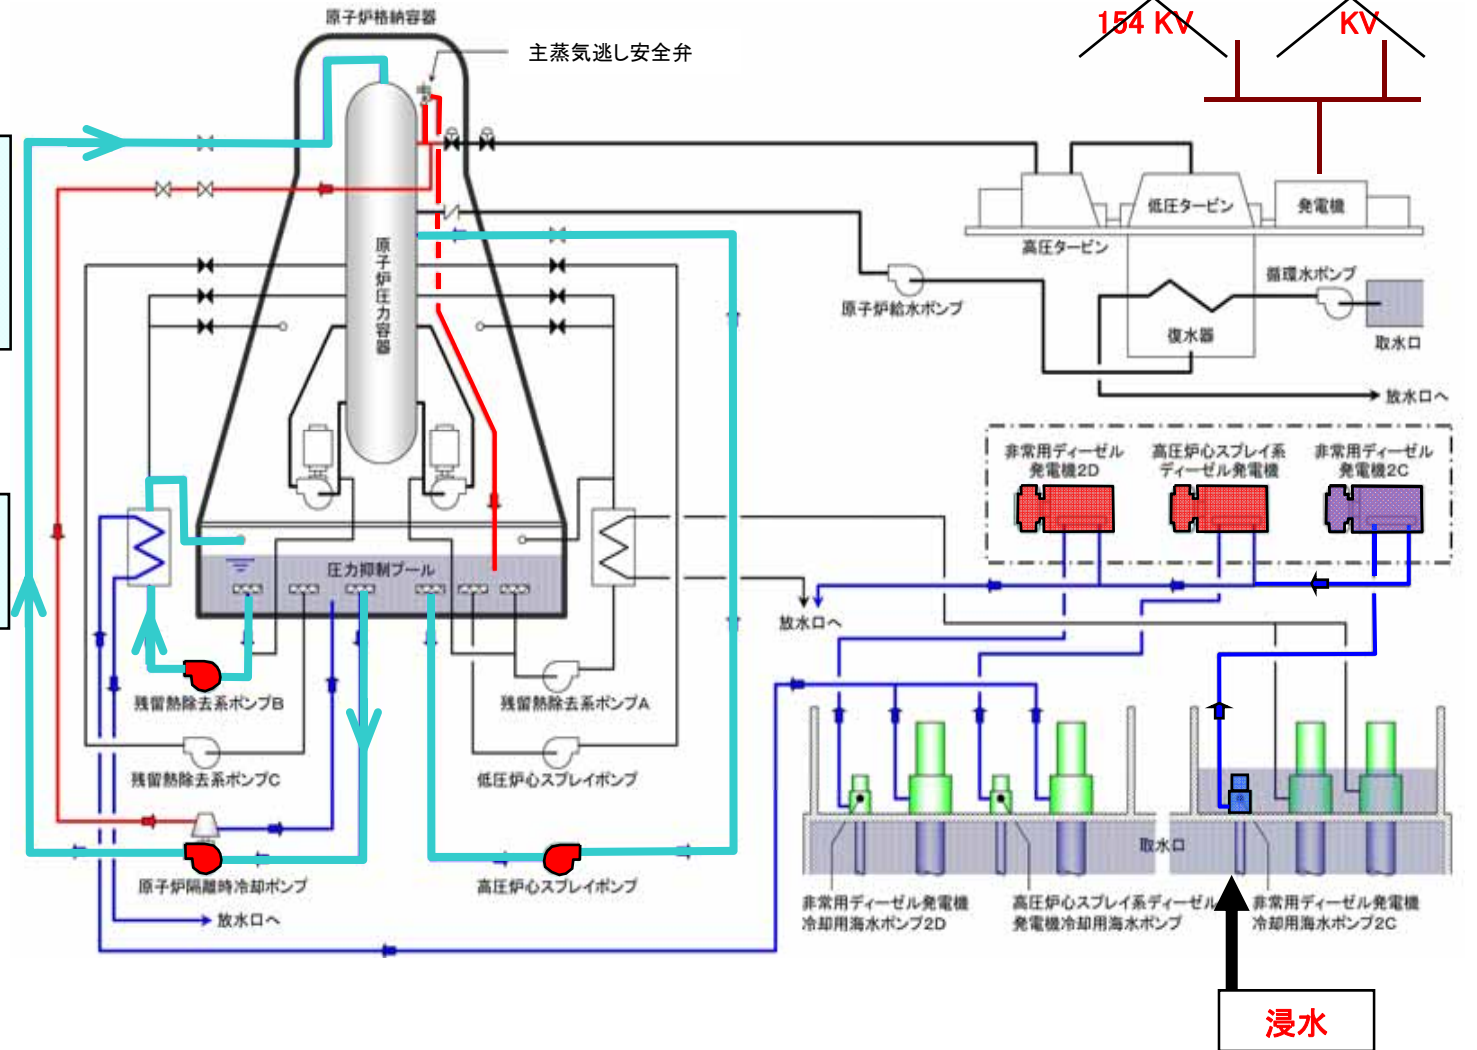 原子炉格納容器
主蒸気逃し安全弁
154 KV
KV
原子炉圧力容器
低圧タービン
発電機
高圧タービン
循環水ポンプ
原子炉給水ポンプ
復水器
取水口
放水口へ
非常用ディーゼル
発電機2D
高圧炉心スプレイ系
ディーゼル発電機
非常用ディーゼル
発電機2C
圧力抑制プール
放水口へ
残留熱除去系ポンプB
残留熱除去系ポンプA
残留熱除去系ポンプC
低圧炉心スプレイポンプ
原子炉隔離時冷却ポンプ
高圧炉心スプレイポンプ
放水口へ
取水口
非常用ディーゼル発電機
冷却用海水ポンプ2D
高圧炉心スプレイ系ディーゼル
発電機冷却用海水ポンプ
非常用ディーゼル発電機
冷却用海水ポンプ2C
浸水